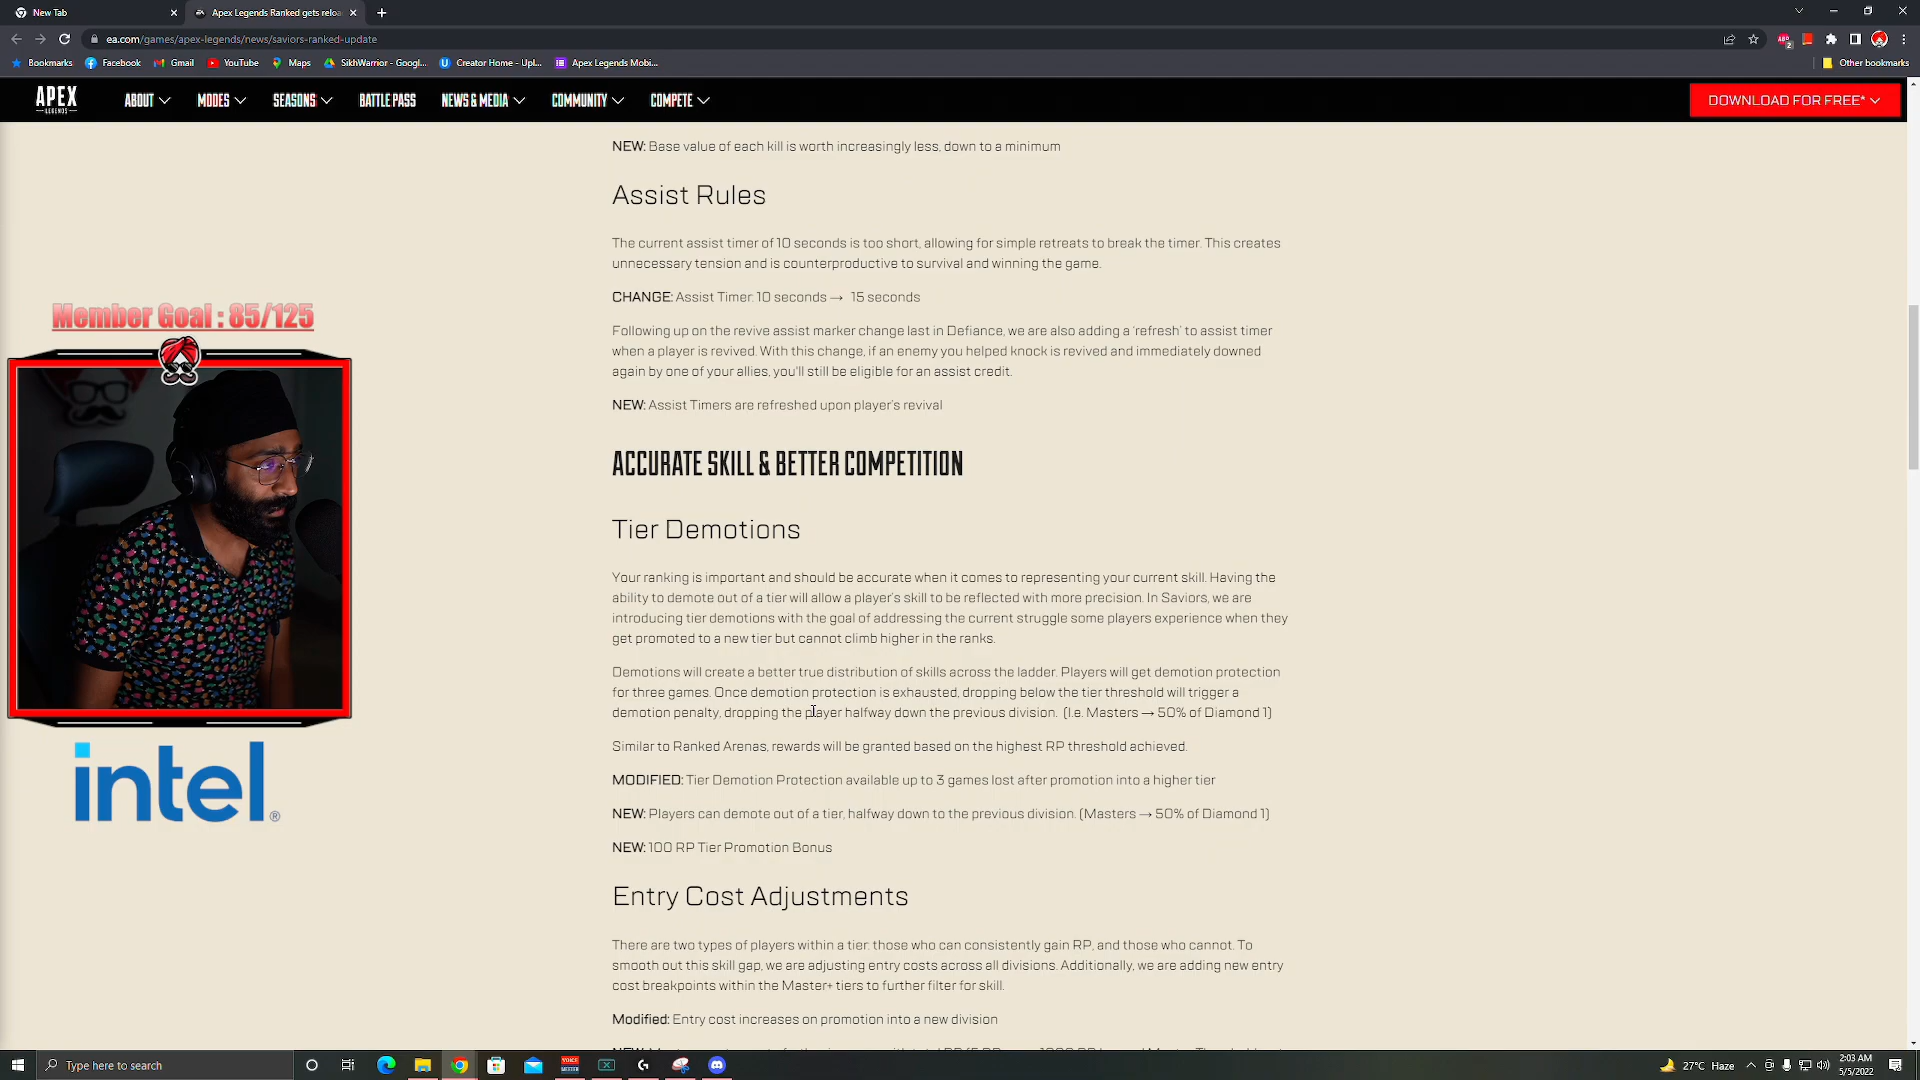 New Tab
Apex Legends Ranked gets relo
ea.com/games/apex-legends/news/saviors-ranked-update
Bookmarks
Facebook
Gmail
YouTube
Maps
SikhWarrior - Googl...
Creator Home - Upl...
Apex Legends Mobi...
Other bookmarks
APEX
LEGENDS
ABOUT
MODES
SEASONS
BATTLE PASS
NEWS & MEDIA
COMMUNITY
COMPETE
DOWNLOAD FOR FREE*
NEW: Base value of each kill is worth increasingly less, down to a minimum
Assist Rules
The current assist timer of 10 seconds is too short, allowing for simple retreats to break the timer. This creates
unnecessary tension and is counterproductive to survival and winning the game.
CHANGE: Assist Timer: 10 seconds → 15 seconds
Following up on the revive assist marker change last in Defiance, we are also adding a 'refresh' to assist timer
when a player is revived. With this change, if an enemy you helped knock is revived and immediately downed
again by one of your allies, you'll still be eligible for an assist credit.
NEW: Assist Timers are refreshed upon player's revival
ACCURATE SKILL & BETTER COMPETITION
Tier Demotions
Your ranking is important and should be accurate when it comes to representing your current skill. Having the
ability to demote out of a tier will allow a player's skill to be reflected with more precision. In Saviors, we are
introducing tier demotions with the goal of addressing the current struggle some players experience when they
get promoted to a new tier but cannot climb higher in the ranks.
Demotions will create a better true distribution of skills across the ladder. Players will get demotion protection
for three games. Once demotion protection is exhausted, dropping below the tier threshold will trigger a
demotion penalty, dropping the player halfway down the previous division. (I.e. Masters → 50% of Diamond 1)
Similar to Ranked Arenas, rewards will be granted based on the highest RP threshold achieved.
MODIFIED: Tier Demotion Protection available up to 3 games lost after promotion into a higher tier
NEW: Players can demote out of a tier, halfway down to the previous division. (Masters → 50% of Diamond 1)
NEW: 100 RP Tier Promotion Bonus
Entry Cost Adjustments
There are two types of players within a tier: those who can consistently gain RP, and those who cannot. To
smooth out this skill gap, we are adjusting entry costs across all divisions. Additionally, we are adding new entry
cost breakpoints within the Master+ tiers to further filter for skill.
Modified: Entry cost increases on promotion into a new division
Member Goal : 85/125
intel
Type here to search
27°C Haze
2:03 AM
5/5/2022